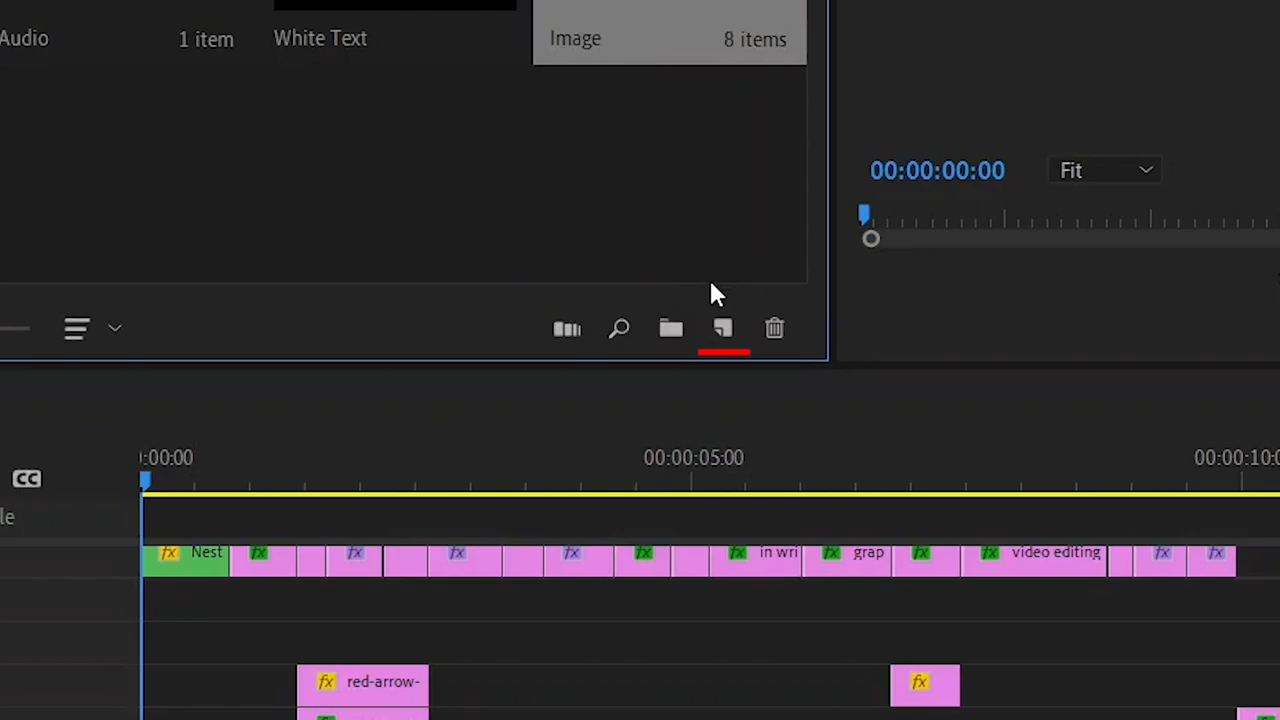 Audio
1 item
White Text
Image
8 items
00:00:00:00
Fit
:00:00
00:00:05:00
00:00:10:0
CC
le
fx Nest
fx
fx
fx
fx
fx
fx in wri
fx grap
fx
fx video editing
fx
fx
fx red-arrow-
fx